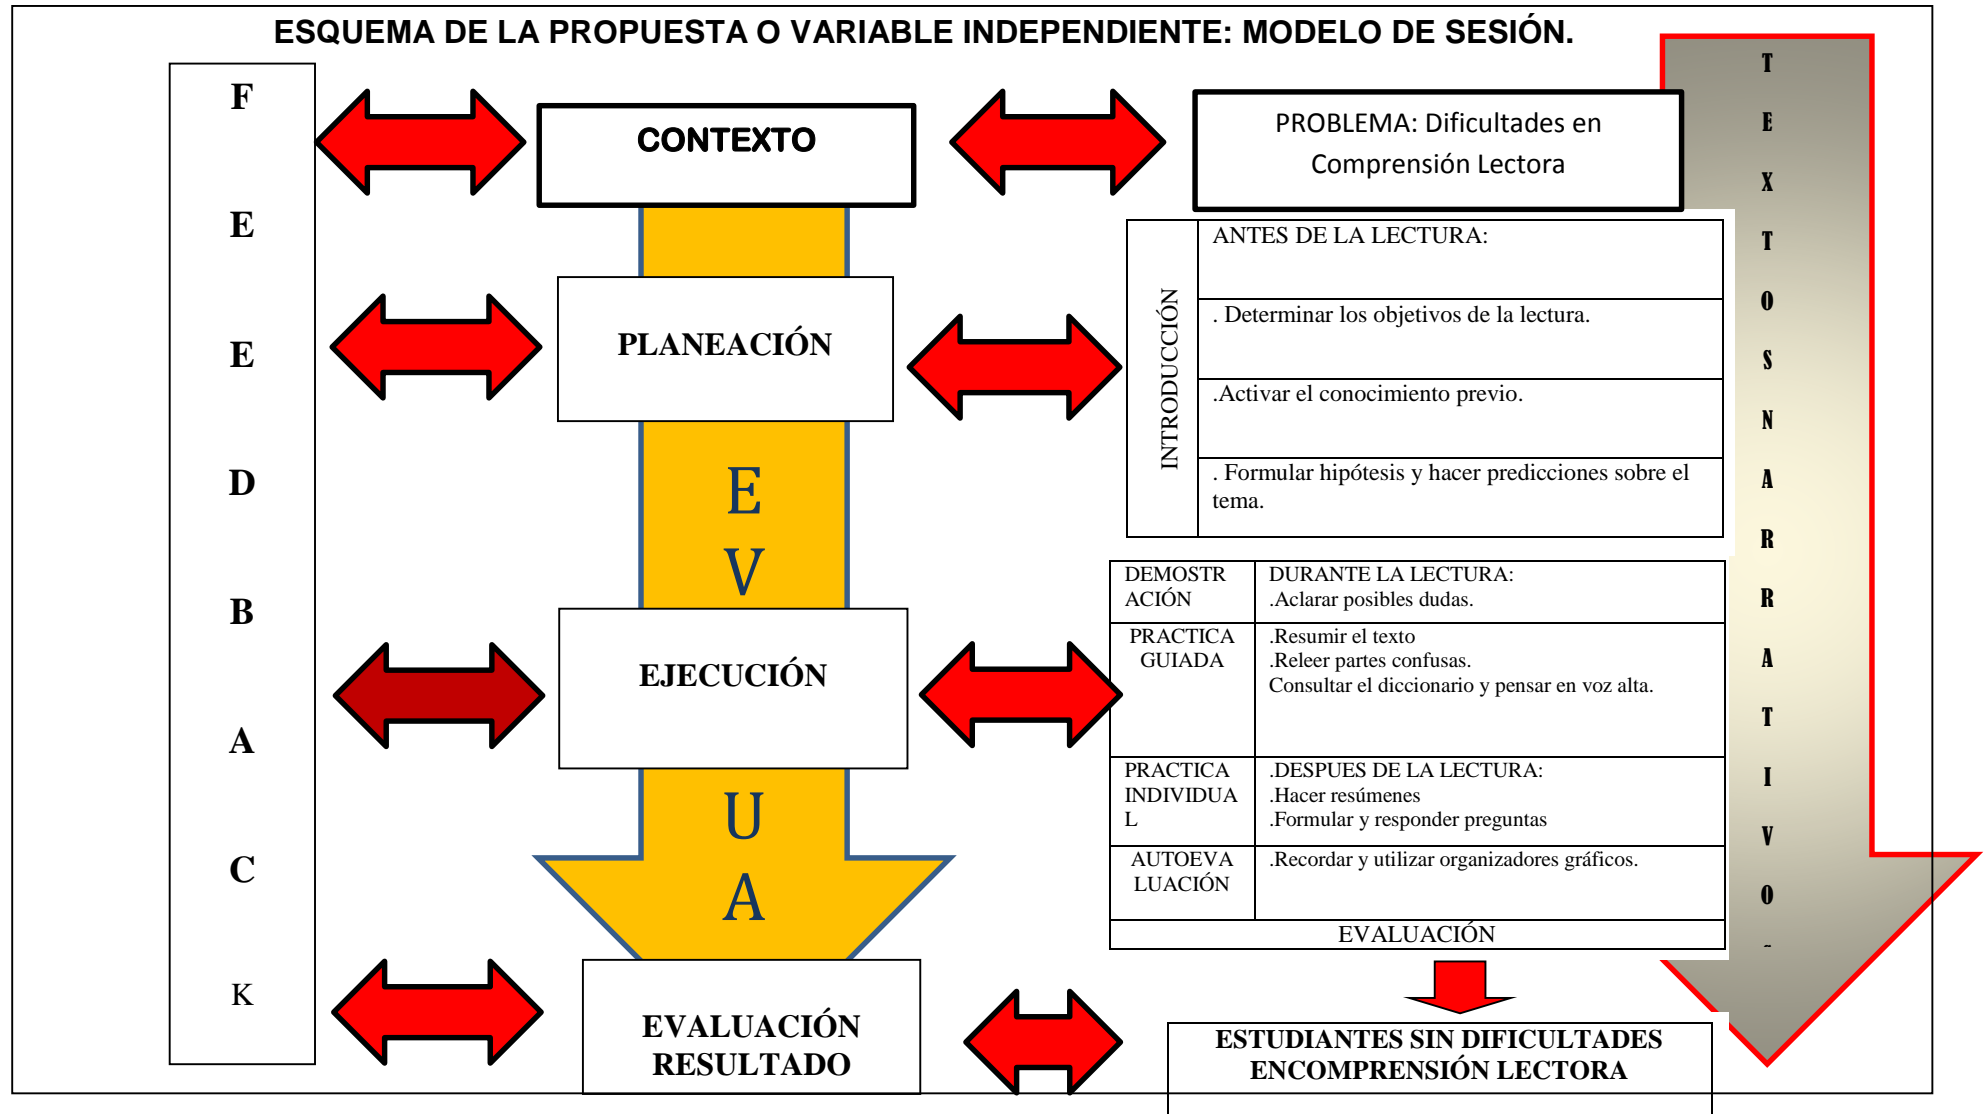 ESQUEMA DE LA PROPUESTA O VARIABLE INDEPENDIENTE: MODELO DE SESIÓN.
F
E
E
D
B
A
C
K
CONTEXTO
PLANEACIÓN
E
V
EJECUCIÓN
U
A
EVALUACIÓN
RESULTADO
PROBLEMA: Dificultades en
Comprensión Lectora
INTRODUCCIÓN
ANTES DE LA LECTURA:
. Determinar los objetivos de la lectura.
.Activar el conocimiento previo.
. Formular hipótesis y hacer predicciones sobre el
tema.
DEMOSTR
ACIÓN
DURANTE LA LECTURA:
.Aclarar posibles dudas.
PRACTICA
GUIADA
.Resumir el texto
.Releer partes confusas.
Consultar el diccionario y pensar en voz alta.
PRACTICA
INDIVIDUA
L
.DESPUES DE LA LECTURA:
.Hacer resúmenes
.Formular y responder preguntas
AUTOEVA
LUACIÓN
.Recordar y utilizar organizadores gráficos.
EVALUACIÓN
ESTUDIANTES SIN DIFICULTADES
ENCOMPRENSIÓN LECTORA
T
E
X
T
O
S
N
A
R
R
A
T
I
V
O